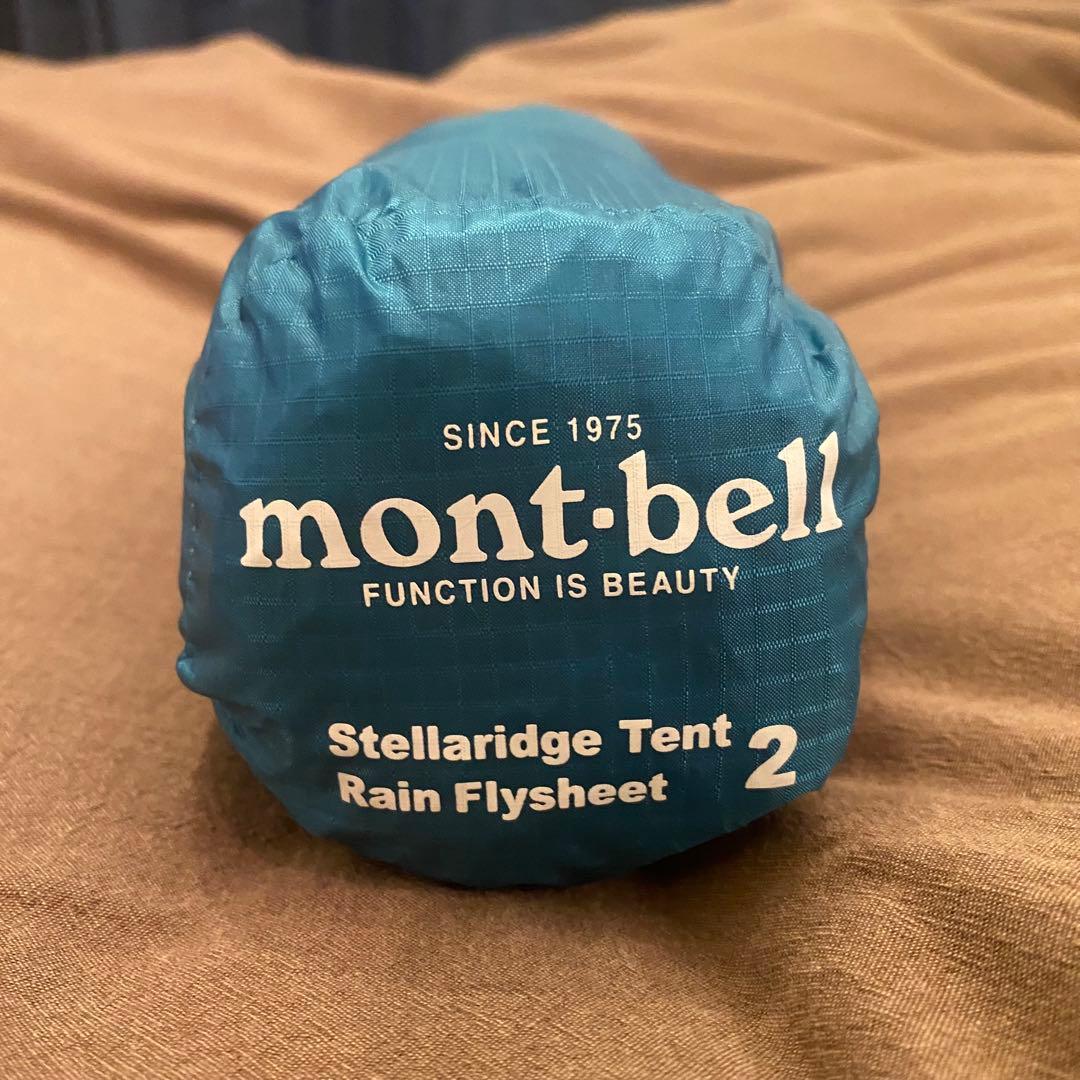 SINCE 1975
mont·bell
FUNCTION IS BEAUTY
Stellaridge Tent 2
Rain Flysheet